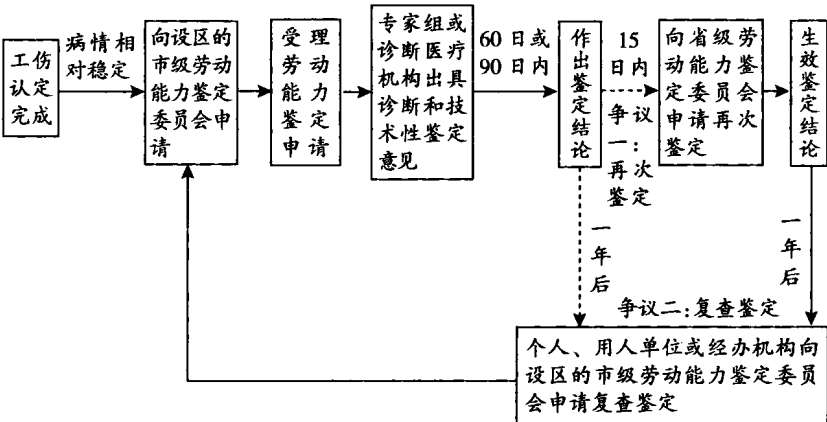 工伤
认定
完成
病情相
对稳定
向设区的
市级劳动
能力鉴定
委员会申
请
受理
劳动
能力
鉴定
申请
专家组或
诊断医疗
机构出具
诊断和技
术性鉴定
意见
60日或
90日内
作
出
鉴
定
结
论
15
日内
争议
一：
再次
鉴定
向省级劳
动能力鉴
定委员会
申请再次
鉴定
生
效
鉴
定
结
论
一
年
后
一
年
后
争议二：复查鉴定
个人、用人单位或经办机构向
设区的市级劳动能力鉴定委员
会申请复查鉴定